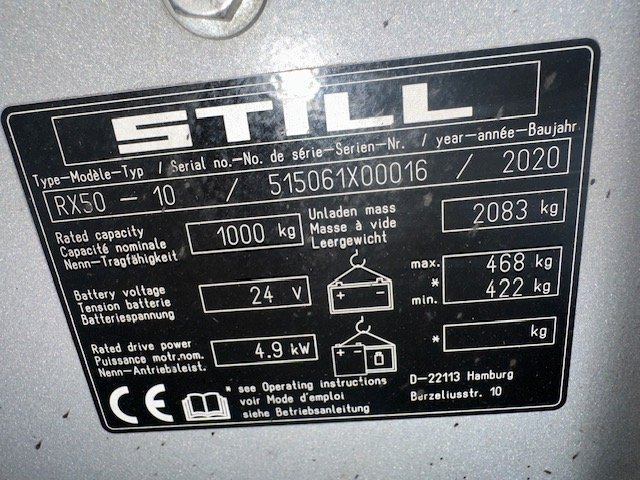 STILL
Type-Modèle-Typ / Serial no.-No. de série-Serien-Nr. / year-année-Baujahr
RX50 - 10 / 515061X00016 / 2020
Rated capacity
Capacité nominale
Nenn-Tragfähigkeit
1000 kg
Unladen mass
Masse à vide
Leergewicht
2083 kg
Battery voltage
Tension batterie
Batteriespannung
24 V
+ -
max. 468 kg
*
min. 422 kg
Rated drive power
Puissance motr.nom.
Nenn-Antriebsleist.
4.9 kW
+ -
* kg
CE
* see Operating instructions
voir Mode d'emploi
siehe Betriebsanleitung
D-22113 Hamburg
Berzeliusstr. 10